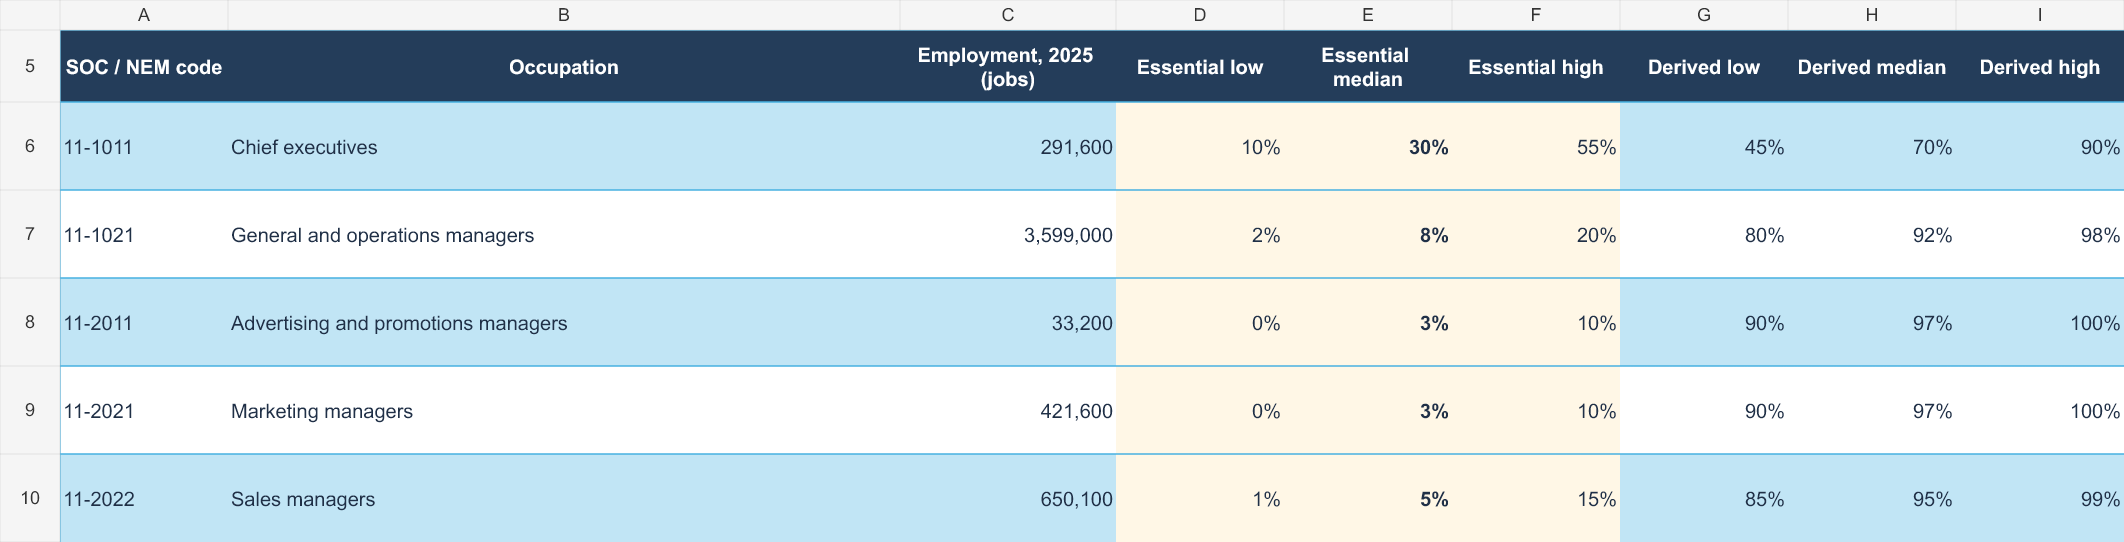 A B C D E F G H I
5 SOC / NEM code Occupation Employment, 2025 (jobs) Essential low Essential median Essential high Derived low Derived median Derived high
6 11-1011 Chief executives 291,600 10% 30% 55% 45% 70% 90%
7 11-1021 General and operations managers 3,599,000 2% 8% 20% 80% 92% 98%
8 11-2011 Advertising and promotions managers 33,200 0% 3% 10% 90% 97% 100%
9 11-2021 Marketing managers 421,600 0% 3% 10% 90% 97% 100%
10 11-2022 Sales managers 650,100 1% 5% 15% 85% 95% 99%